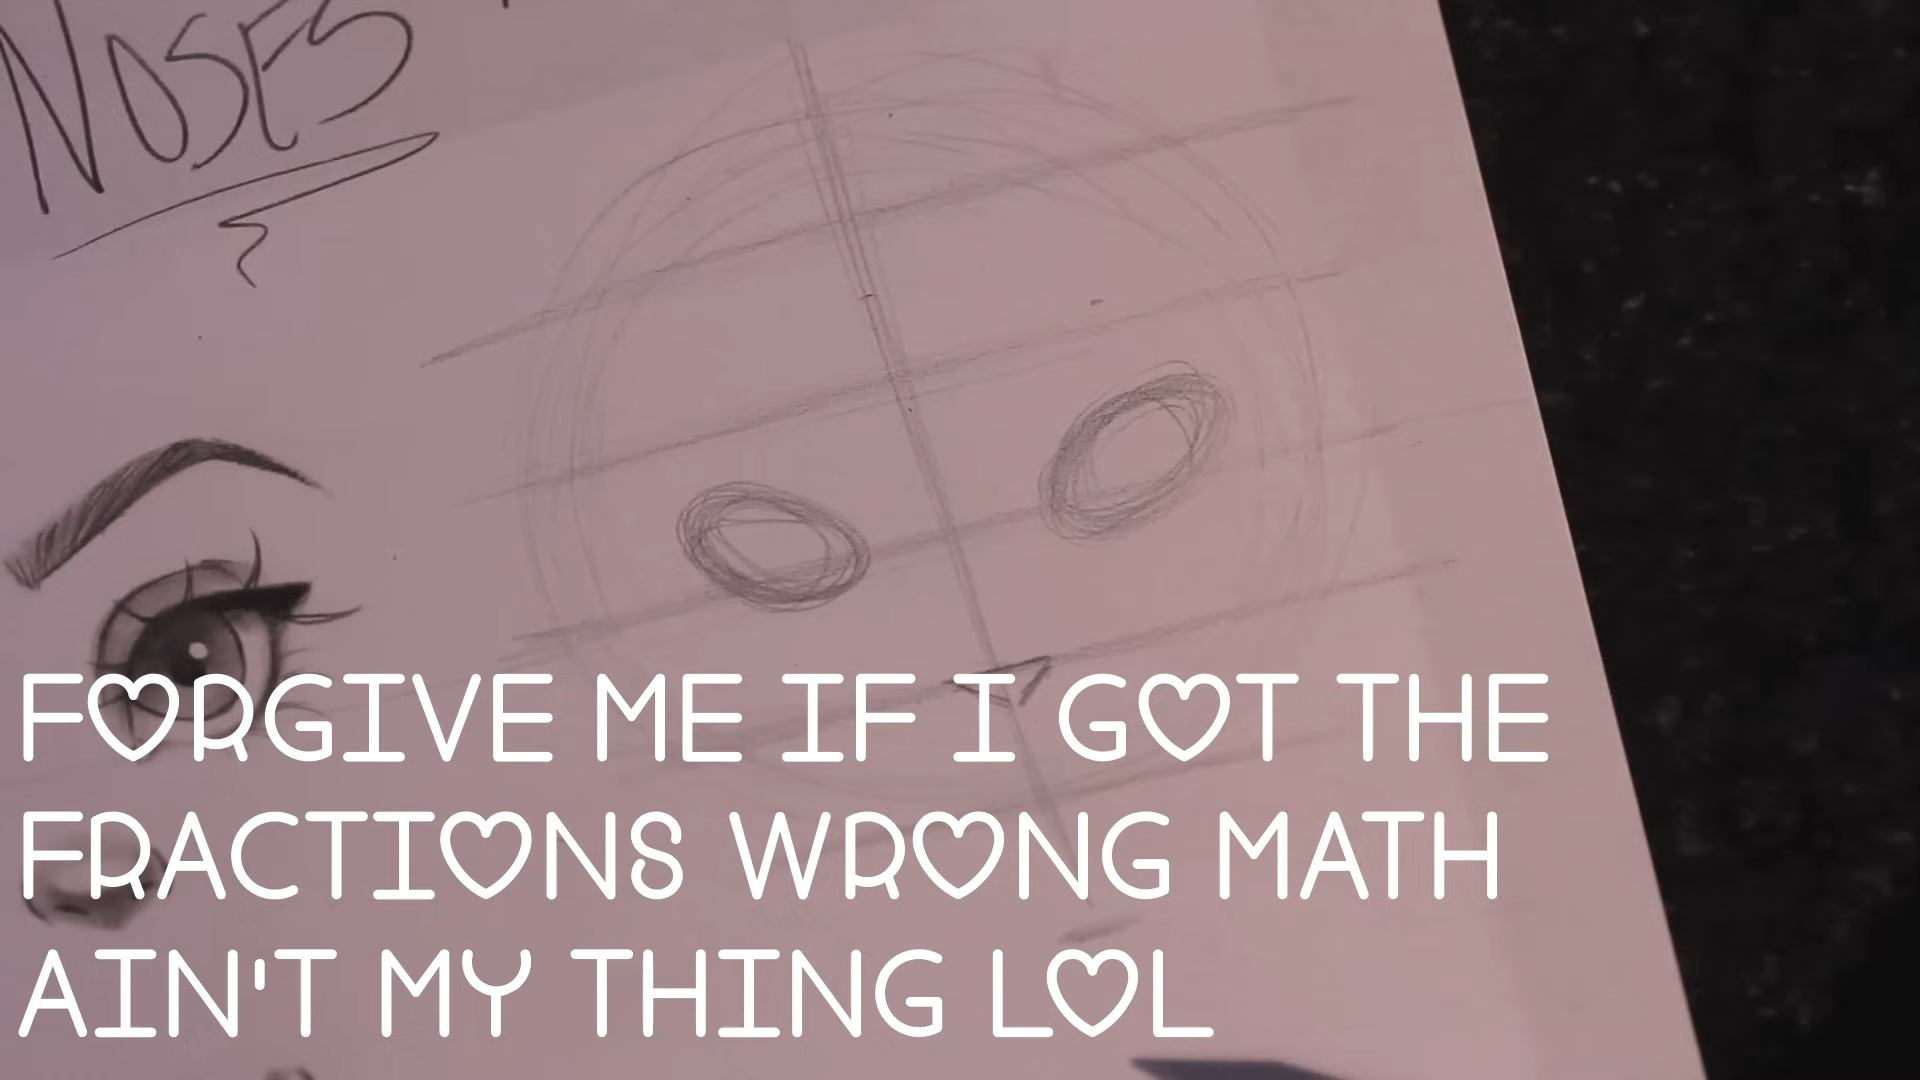 NOSES
FORGIVE ME IF I GOT THE
FRACTIONS WRONG MATH
AIN'T MY THING LOL